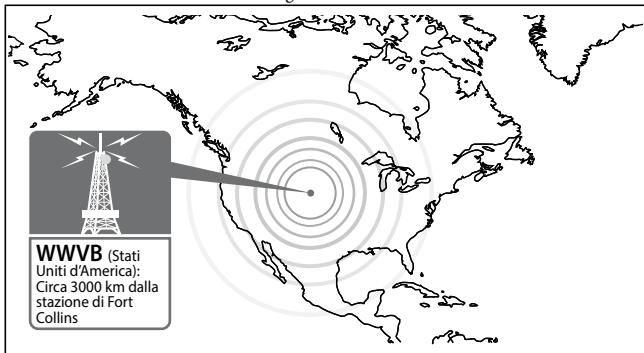 WWVB (Stati
Uniti d'America):
Circa 3000 km dalla
stazione di Fort
Collins